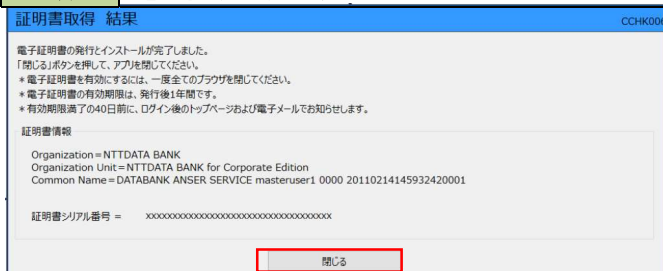 証明書取得 結果
CCHK006
電子証明書の発行とインストールが完了しました。
「閉じる」ボタンを押して、アプリを閉じてください。
＊電子証明書を有効にするには、一度全てのブラウザを閉じてください。
＊電子証明書の有効期限は、発行後1年間です。
＊有効期限満了の40日前に、ログイン後のトップページおよび電子メールでお知らせします。
証明書情報
Organization=NTTDATA BANK
Organization Unit=NTTDATA BANK for Corporate Edition
Common Name=DATABANK ANSER SERVICE masteruser1 0000 20110214145932420001
証明書シリアル番号 = xxxxxxxxxxxxxxxxxxxxxxxxxxxxxxxxxxx
閉じる